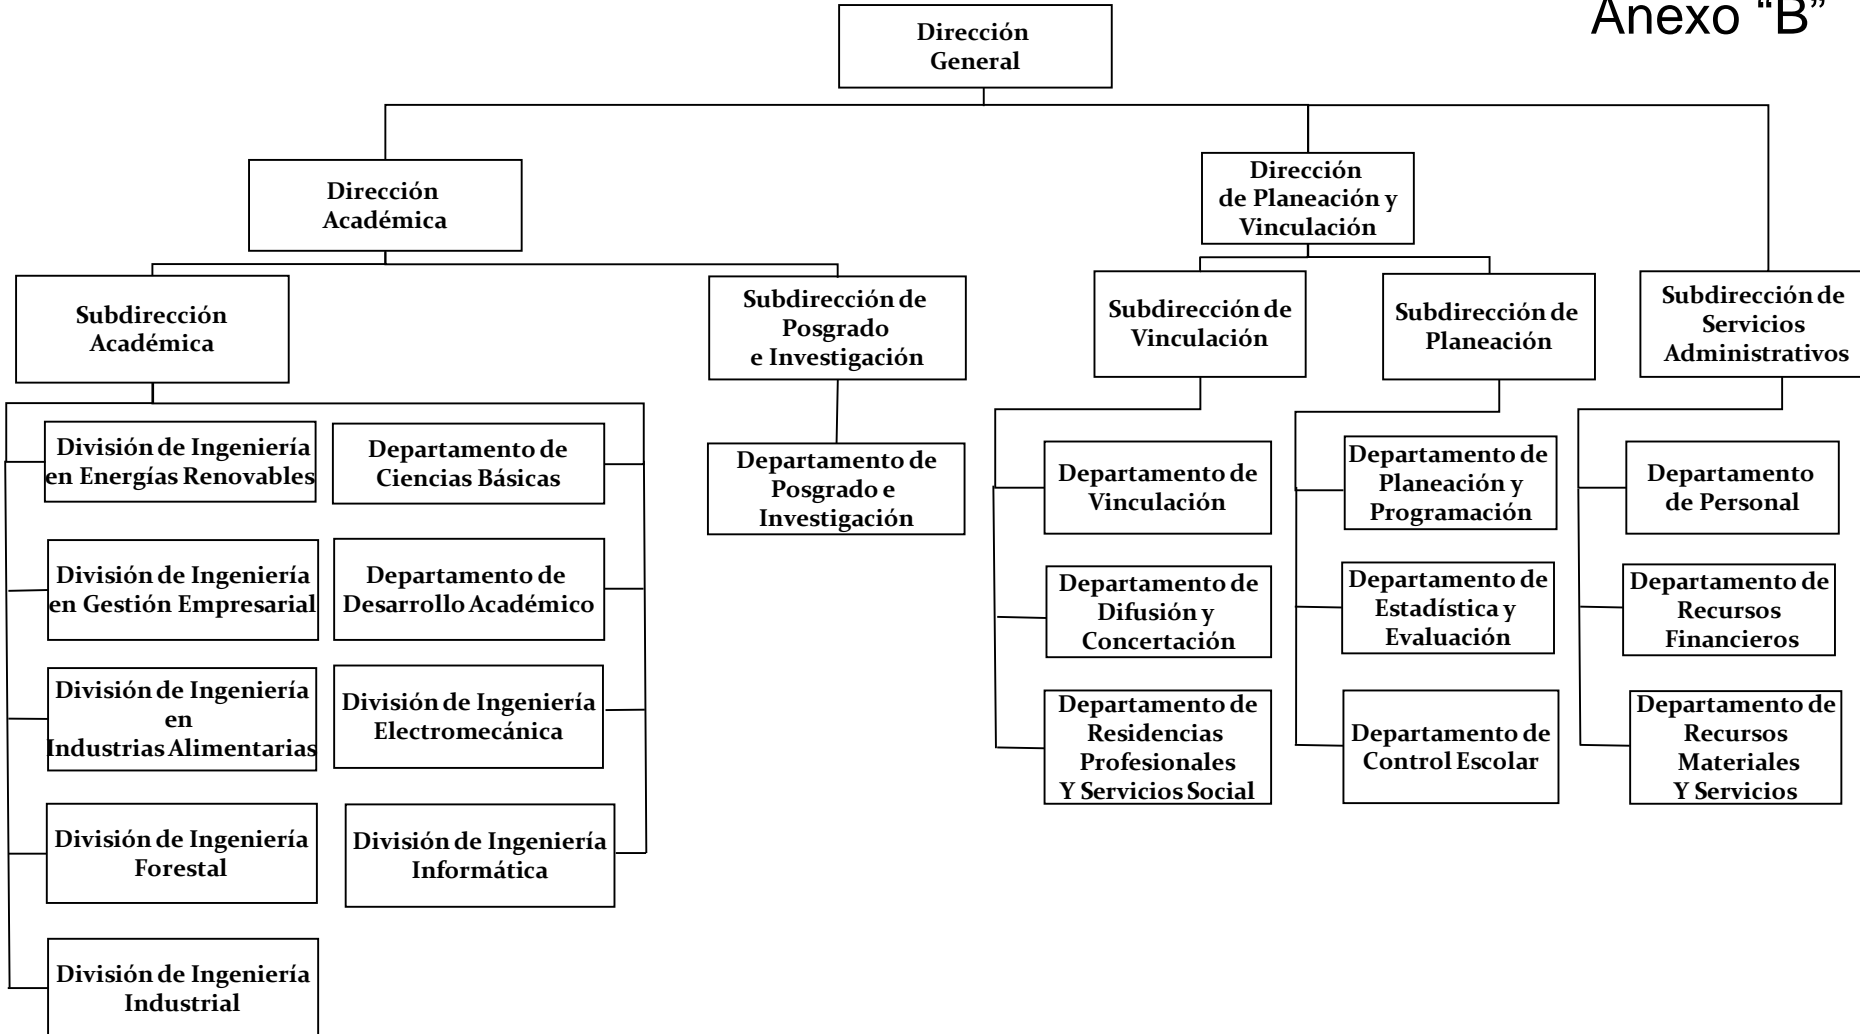 Anexo “B”
Dirección
General
Dirección
Académica
Dirección
de Planeación y
Vinculación
Subdirección
Académica
Subdirección de
Posgrado
e Investigación
Subdirección de
Vinculación
Subdirección de
Planeación
Subdirección de
Servicios
Administrativos
División de Ingeniería
en Energías Renovables
Departamento de
Ciencias Básicas
Departamento de
Posgrado e
Investigación
Departamento de
Vinculación
Departamento de
Planeación y
Programación
Departamento
de Personal
División de Ingeniería
en Gestión Empresarial
Departamento de
Desarrollo Académico
Departamento de
Difusión y
Concertación
Departamento de
Estadística y
Evaluación
Departamento de
Recursos
Financieros
División de Ingeniería
en
Industrias Alimentarias
División de Ingeniería
Electromecánica
Departamento de
Residencias
Profesionales
Y Servicios Social
Departamento de
Control Escolar
Departamento de
Recursos
Materiales
Y Servicios
División de Ingeniería
Forestal
División de Ingeniería
Informática
División de Ingeniería
Industrial